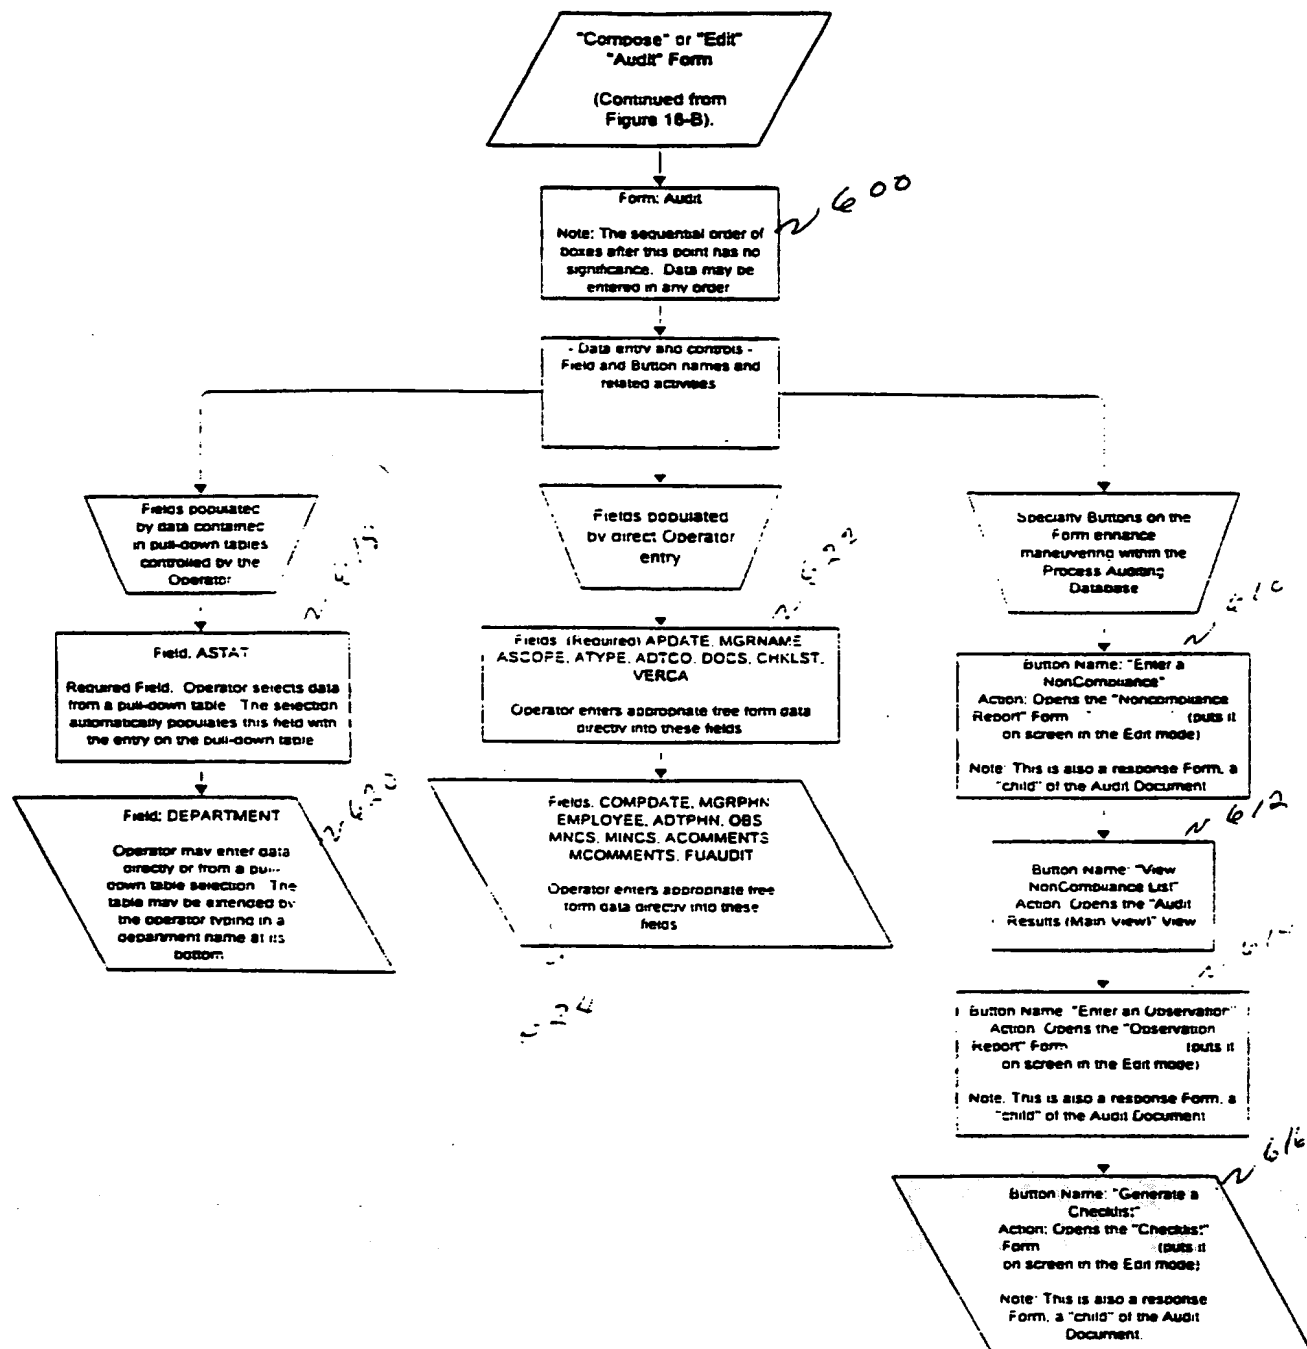 "Compose" or "Edit"
"Audit" Form
(Continued from
Figure 16-B).
Form: Audit
Note: The sequential order of
boxes after this point has no
significance. Data may be
entered in any order
600
- Data entry and controls -
Field and Button names and
related activities
Fields populated
by data contained
in pull-down tables
controlled by the
Operator
Field. ASTAT
Required Field. Operator selects data
from a pull-down table The selection
automatically populates this field with
the entry on the pull-down table
Field: DEPARTMENT
Operator may enter data
directly or from a pull-
down table selection The
table may be extended by
the operator typing in a
department name at its
bottom
620
Fields populated
by direct Operator
entry
622
Fields (Required) APDATE, MGRNAME
ASCOPE, ATYPE, ADTCO, DOCS, CHKLST,
VERCA
Operator enters appropriate free form data
directly into these fields
Fields. COMPDATE, MGRPHN
EMPLOYEE, ADTPHN, OBS
MNCS, MINCS, ACOMMENTS
MCOMMENTS, FUAUDIT
Operator enters appropriate free
form data directly into these
fields
Specialty Buttons on the
Form enhance
maneuvering within the
Process Auditing
Database
610
Button Name: "Enter a
NonCompliance"
Action: Opens the "Noncompliance
Report" Form (puts it
on screen in the Edit mode)
Note: This is also a response Form, a
"child" of the Audit Document
612
Button Name: "View
NonCompliance List"
Action: Opens the "Audit
Results (Main View)" View
Button Name: "Enter an Observation"
Action: Opens the "Observation
Report" Form (puts it
on screen in the Edit mode)
Note. This is also a response Form, a
"child" of the Audit Document
616
Button Name: "Generate a
Checklist"
Action: Opens the "Checklist"
Form (puts it
on screen in the Edit mode)
Note: This is also a response
Form, a "child" of the Audit
Document.